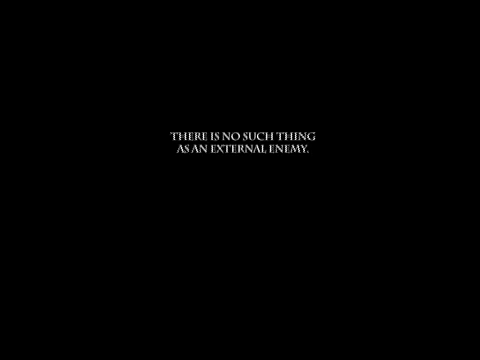 THERE IS NO SUCH THING
AS AN EXTERNAL ENEMY.